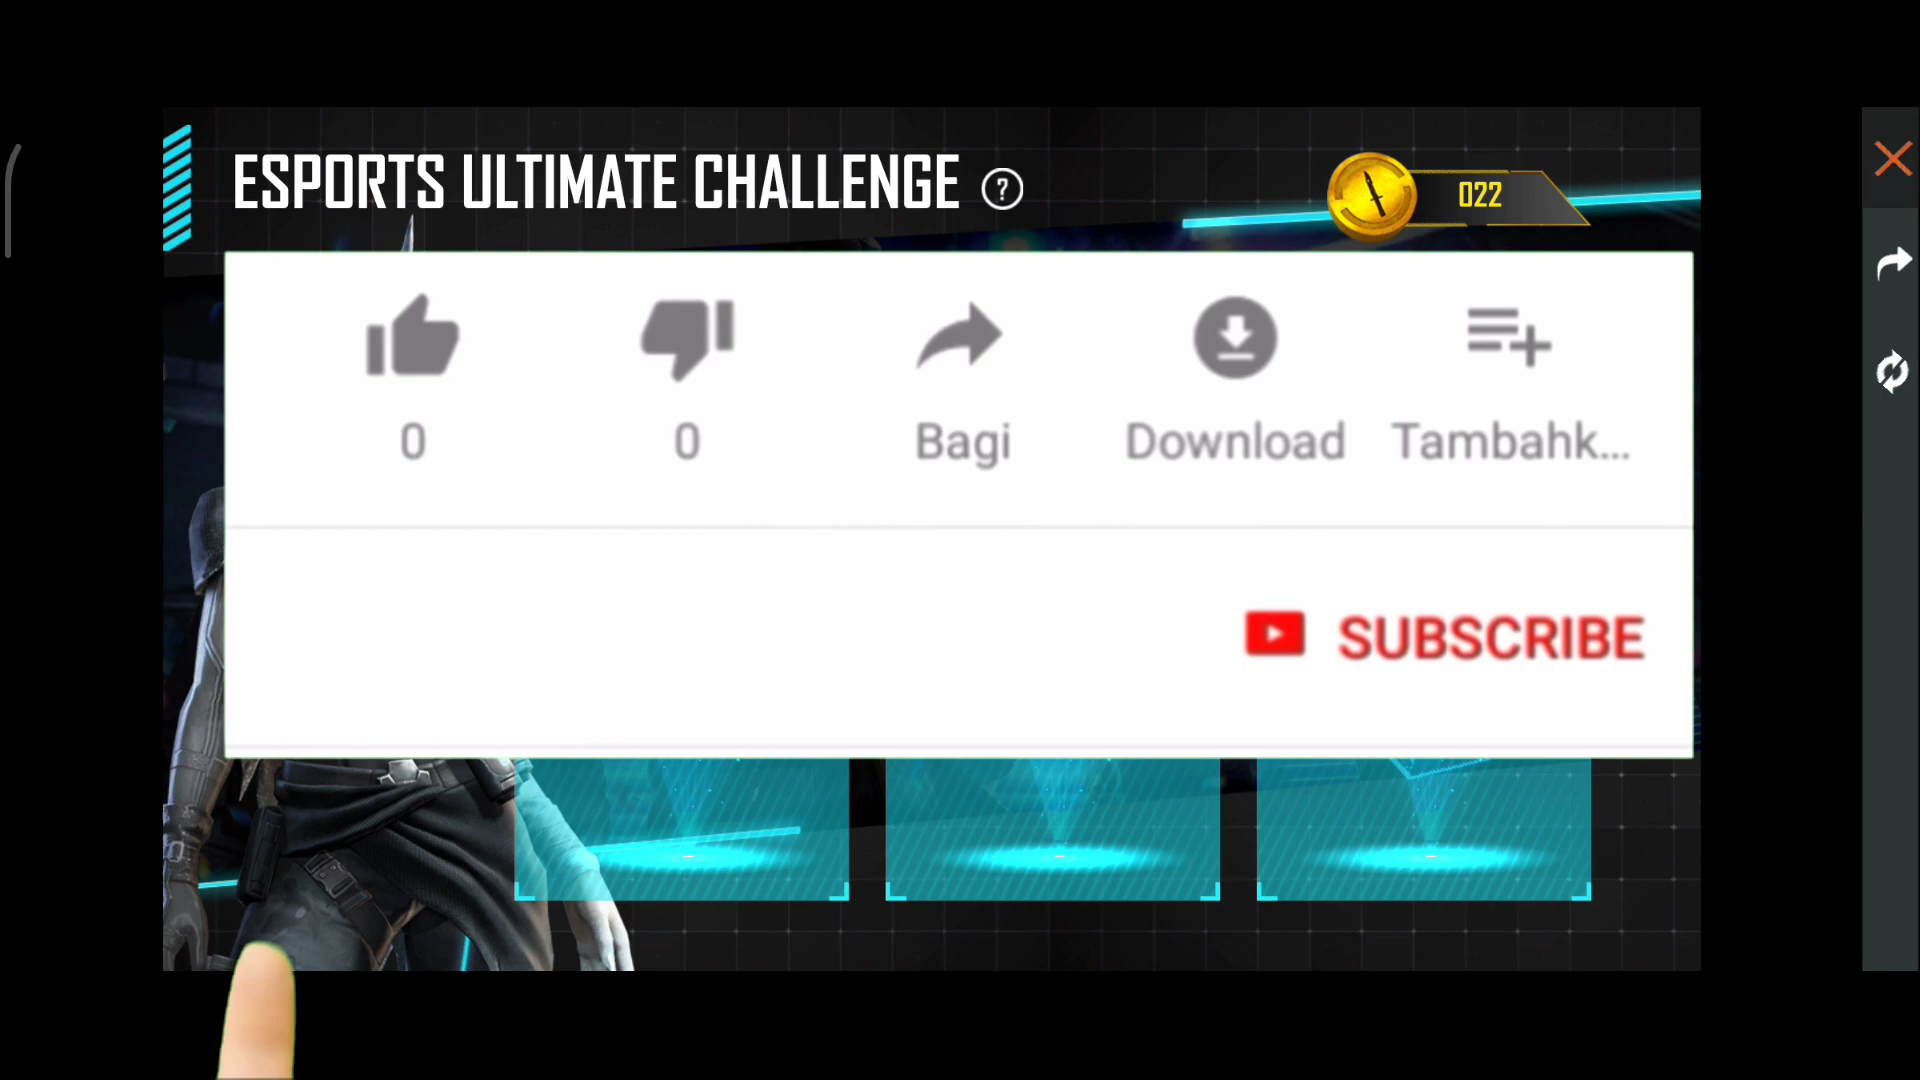 ESPORTS ULTIMATE CHALLENGE ?
022
0 0 Bagi Download Tambahk...
SUBSCRIBE